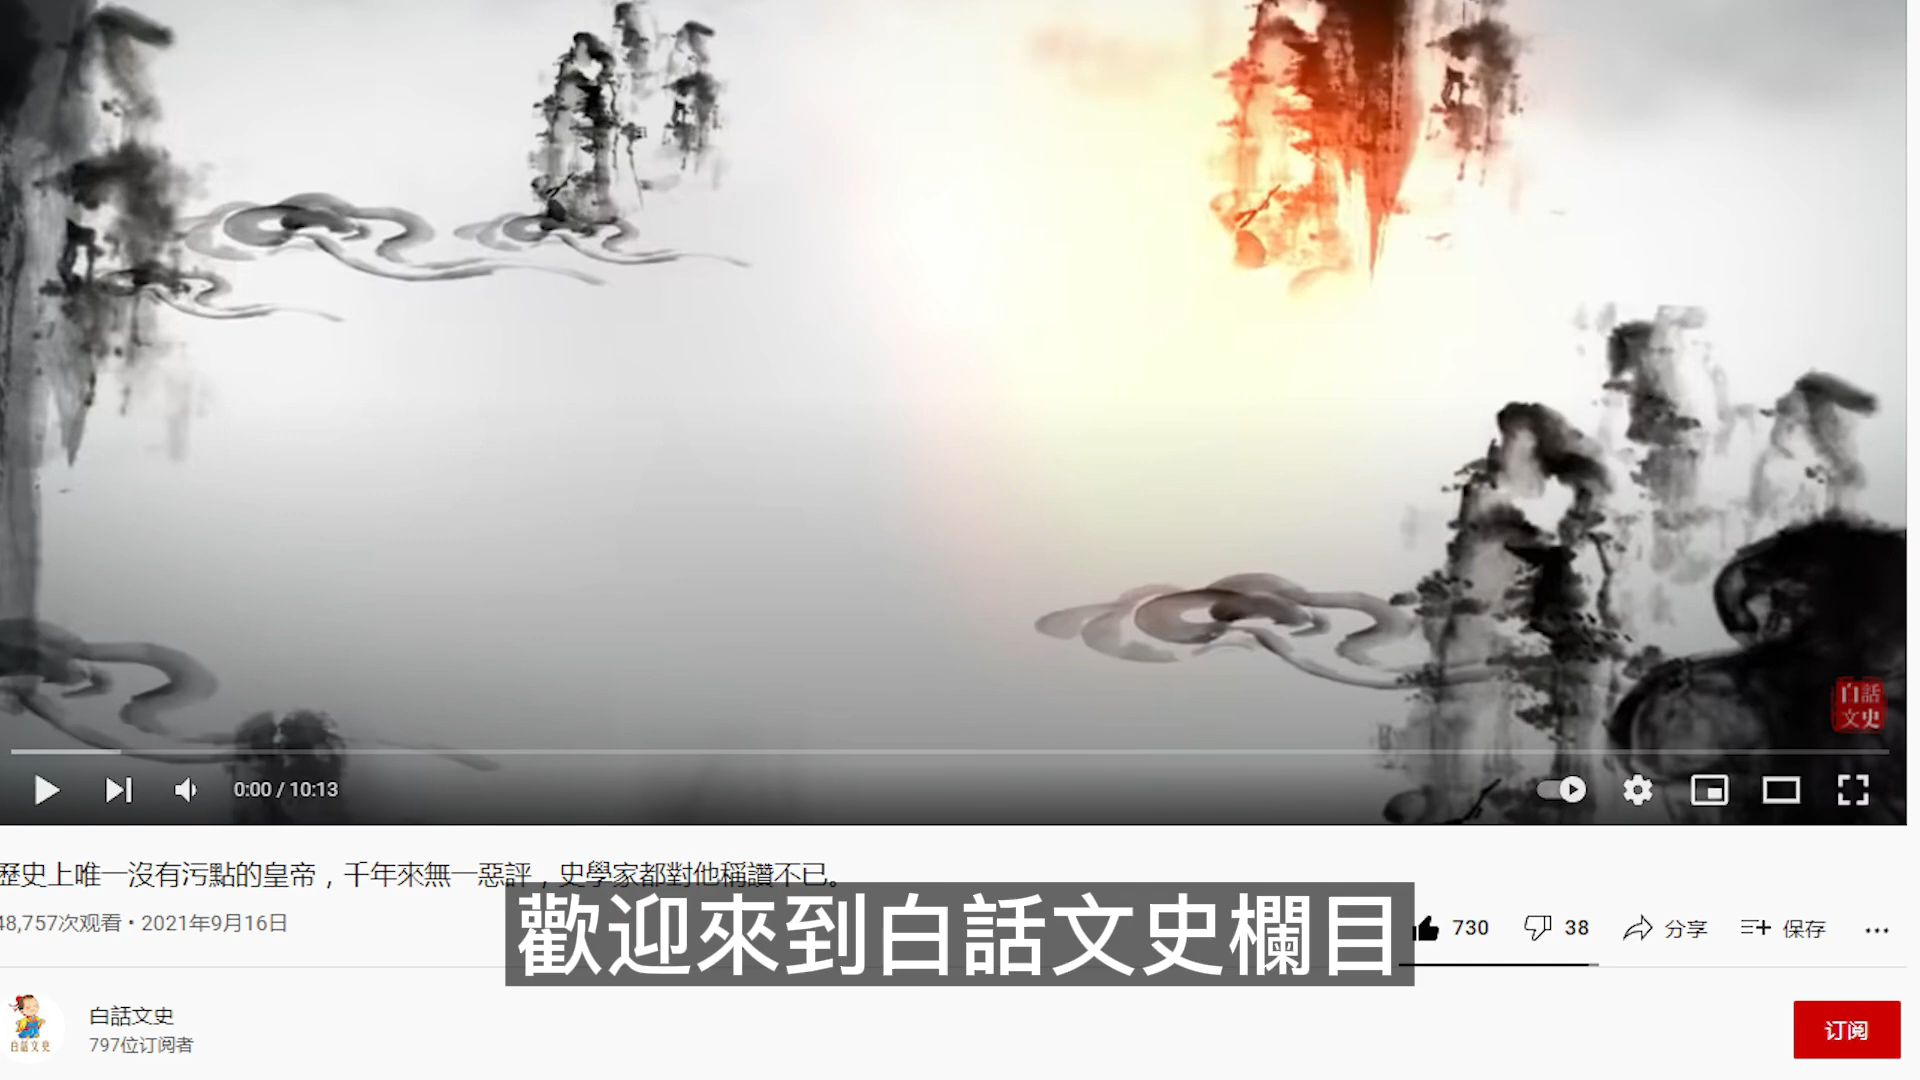 白話
文史
0:00 / 10:13
歷史上唯一沒有污點的皇帝，千年來無一惡評，史學家都對他稱讚不已。
48,757次观看 • 2021年9月16日
歡迎來到白話文史欄目
730
38
分享
保存
白話文史
白話文史
797位订阅者
订阅